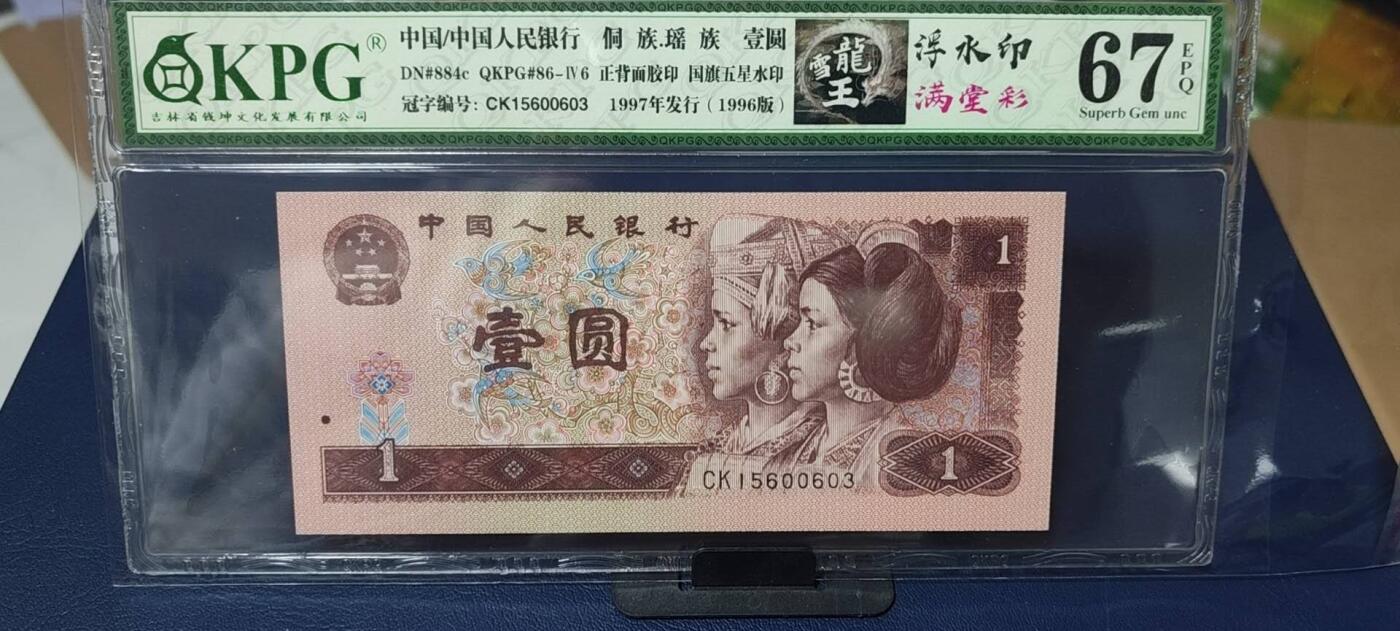 QKPG®
吉林省钱坤文化发展有限公司
中国/中国人民银行 侗族.瑶族 壹圆
DN#884c QKPG#86-Ⅳ6 正背面胶印 国旗五星水印
冠字编号: CK15600603 1997年发行(1996版)
雪龍王
浮水印
满堂彩
67
EPQ
Superb Gem unc
中国人民银行
1
壹圆
1
CK15600603
1